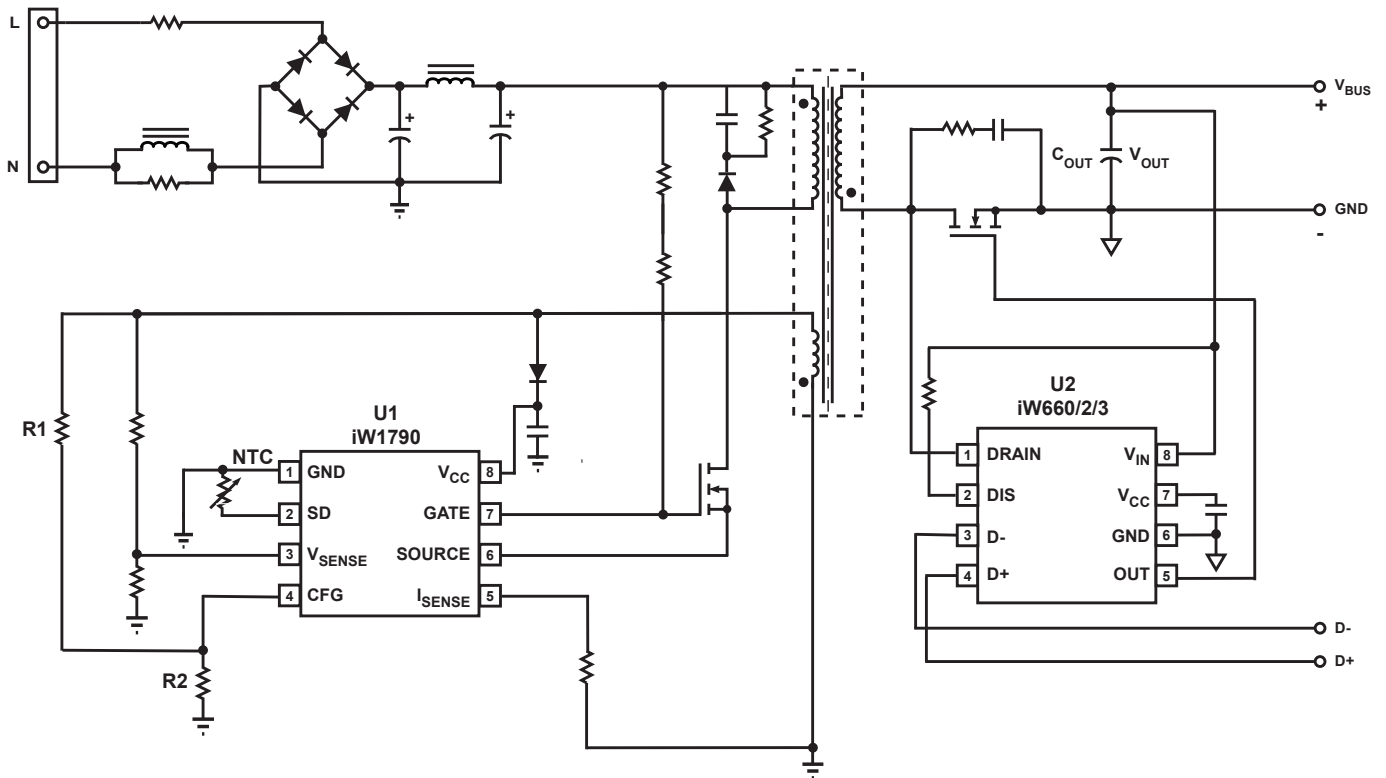 L
N
+
+
V_BUS
+
C_OUT V_OUT
GND
-
R1
NTC
U1
iW1790
1 GND
2 SD
3 V_SENSE
4 CFG
V_CC 8
GATE 7
SOURCE 6
I_SENSE 5
R2
U2
iW660/2/3
1 DRAIN
2 DIS
3 D-
4 D+
V_IN 8
V_CC 7
GND 6
OUT 5
D-
D+